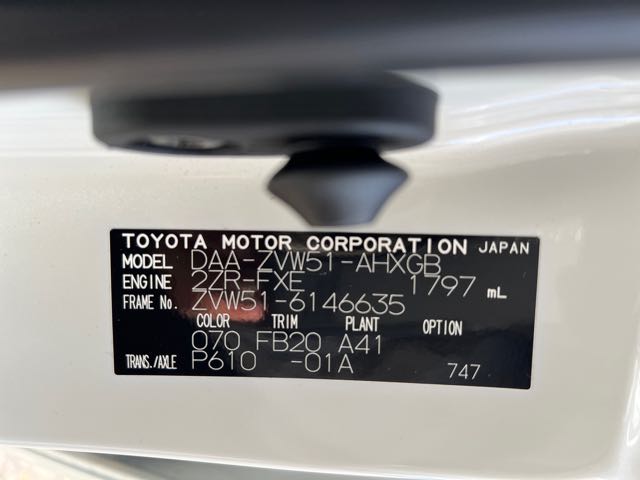 TOYOTA MOTOR CORPORATION JAPAN
MODEL DAA-ZVW51-AHXGB
ENGINE 2ZR-FXE 1797 mL
FRAME No. ZVW51-6146635
COLOR TRIM PLANT OPTION
070 FB20 A41
TRANS./AXLE P610 -01A 747